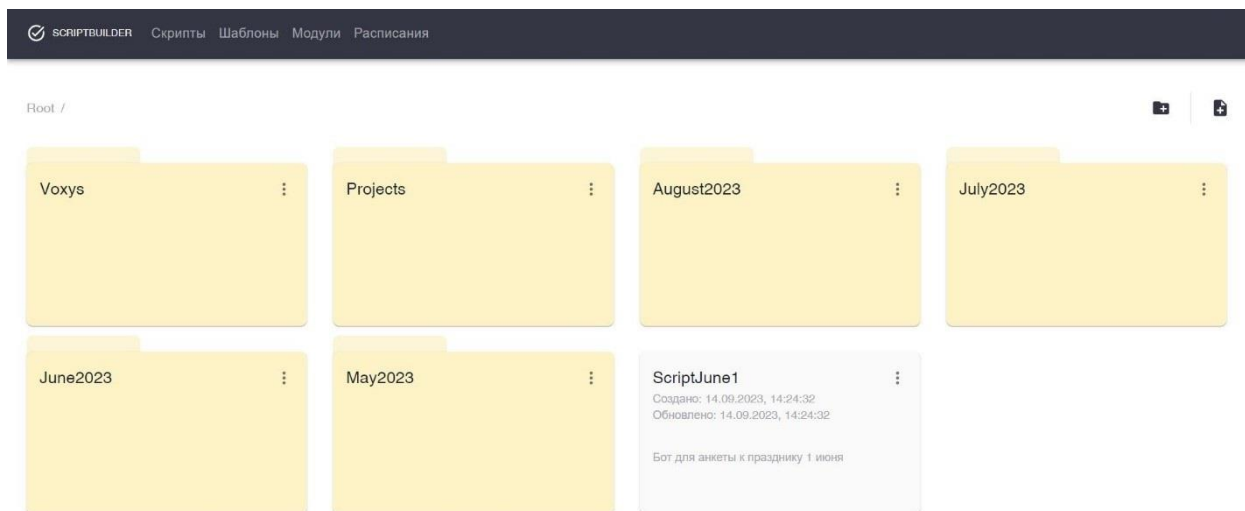 SCRIPTBUILDER Скрипты Шаблоны Модули Расписания
Root /
Voxys
Projects
August2023
July2023
June2023
May2023
ScriptJune1
Создано: 14.09.2023, 14:24:32
Обновлено: 14.09.2023, 14:24:32
Бот для анкеты к празднику 1 июня